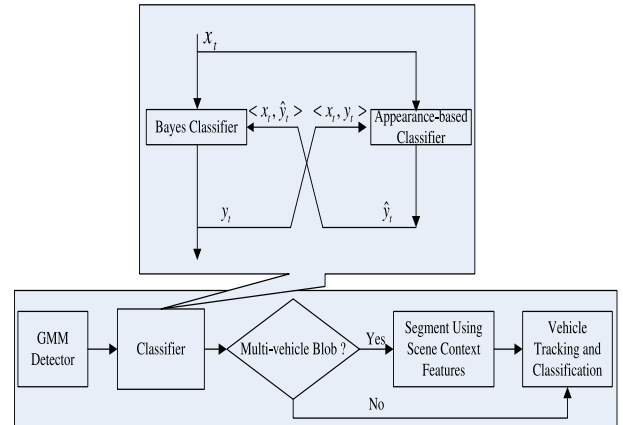 x_t
< x_t, ŷ_t > < x_t, y_t >
Bayes Classifier
Appearance-based
Classifier
y_t
ŷ_t
GMM
Detector
Classifier
Multi-vehicle Blob ?
Yes
Segment Using
Scene Context
Features
Vehicle
Tracking and
Classification
No